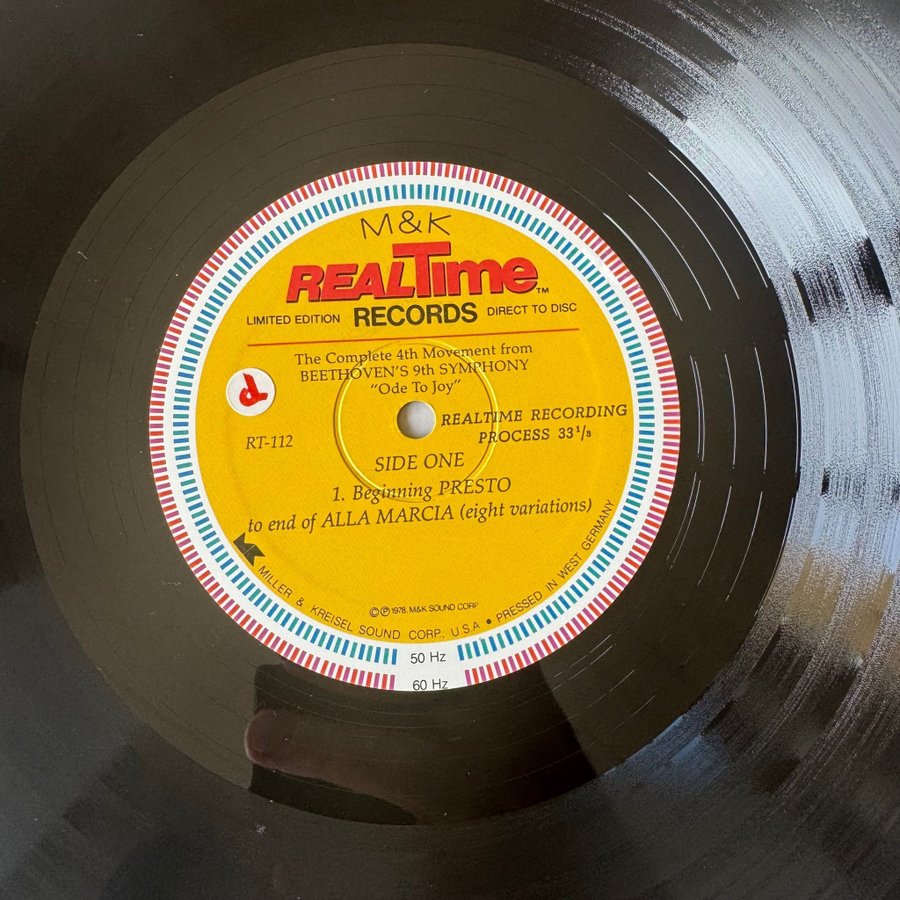 M&K
REALTime™
LIMITED EDITION RECORDS DIRECT TO DISC
The Complete 4th Movement from
BEETHOVEN'S 9th SYMPHONY
"Ode To Joy"
d
REALTIME RECORDING
PROCESS 33 1/3
RT-112
SIDE ONE
1. Beginning PRESTO
to end of ALLA MARCIA (eight variations)
©℗ 1978. M&K SOUND CORP
MILLER & KREISEL SOUND CORP., U.S.A • PRESSED IN WEST GERMANY
50 Hz
60 Hz